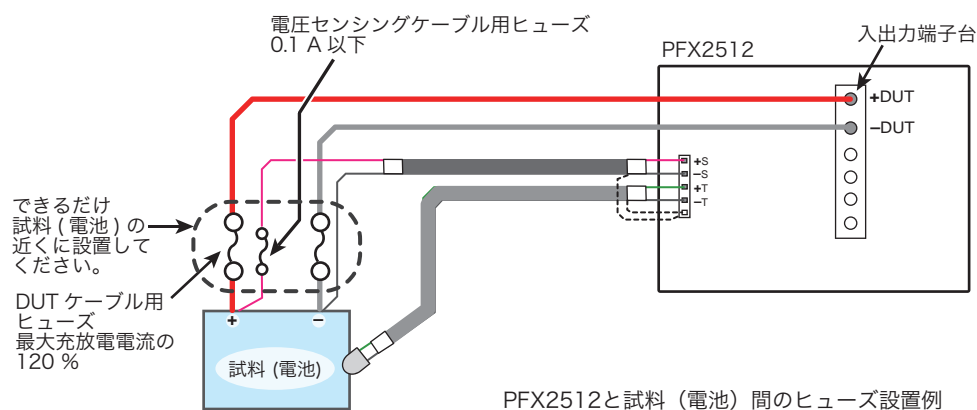 電圧センシングケーブル用ヒューズ
0.1 A 以下
PFX2512
入出力端子台
+DUT
−DUT
+S
−S
+T
−T
できるだけ
試料 ( 電池 ) の
近くに設置して
ください。
DUT ケーブル用
ヒューズ
最大充放電電流の
120 %
+
−
試料 (電池)
PFX2512と試料（電池）間のヒューズ設置例